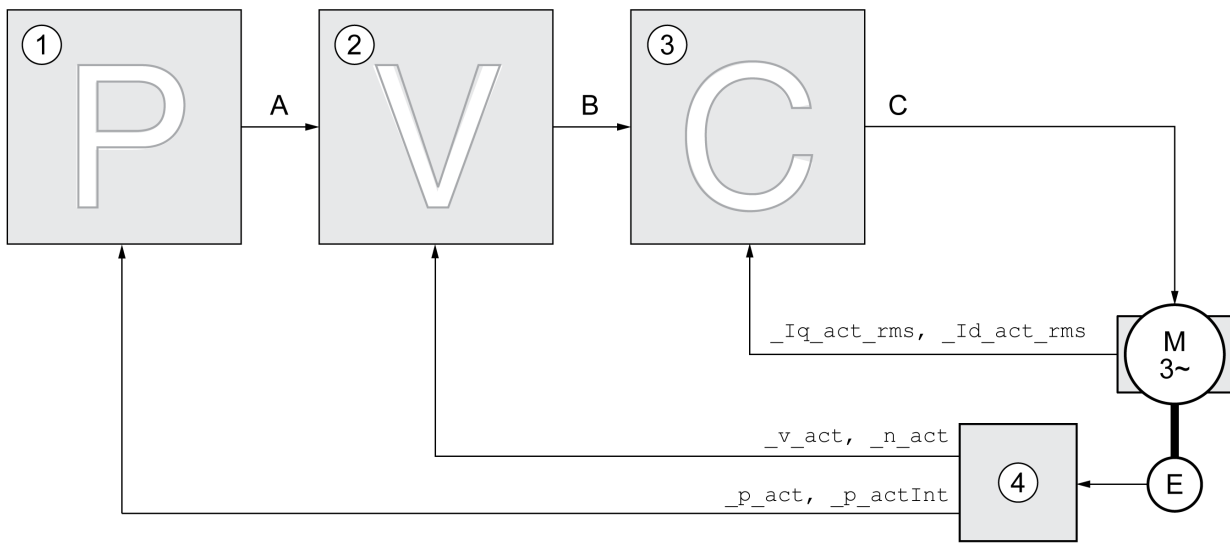 1
P
A
2
V
B
3
C
C
_Iq_act_rms, _Id_act_rms
M
3~
_v_act, _n_act
_p_act, _p_actInt
4
E